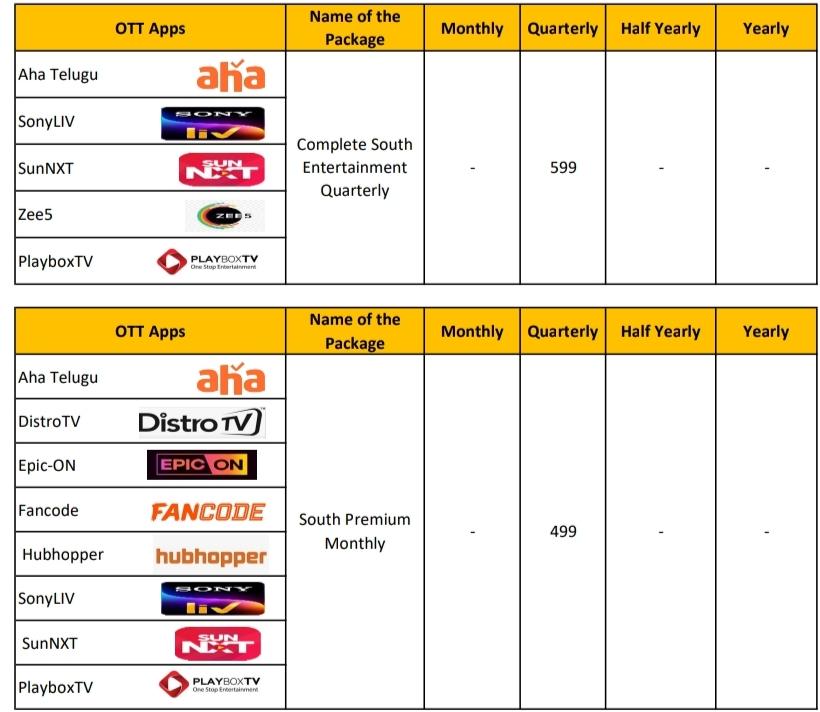 OTT Apps Name of the Package Monthly Quarterly Half Yearly Yearly
Aha Telugu aha
SonyLIV SONY liv
SunNXT SUN NXT
Zee5 ZEE5
PlayboxTV PLAYBOXTV
One Stop Entertainment
Complete South
Entertainment
Quarterly
- 599 - -
OTT Apps Name of the Package Monthly Quarterly Half Yearly Yearly
Aha Telugu aha
DistroTV Distro TV
Epic-ON EPIC ON
Fancode FANCODE
Hubhopper hubhopper
SonyLIV SONY liv
SunNXT SUN NXT
PlayboxTV PLAYBOXTV
One Stop Entertainment
South Premium
Monthly
- 499 - -